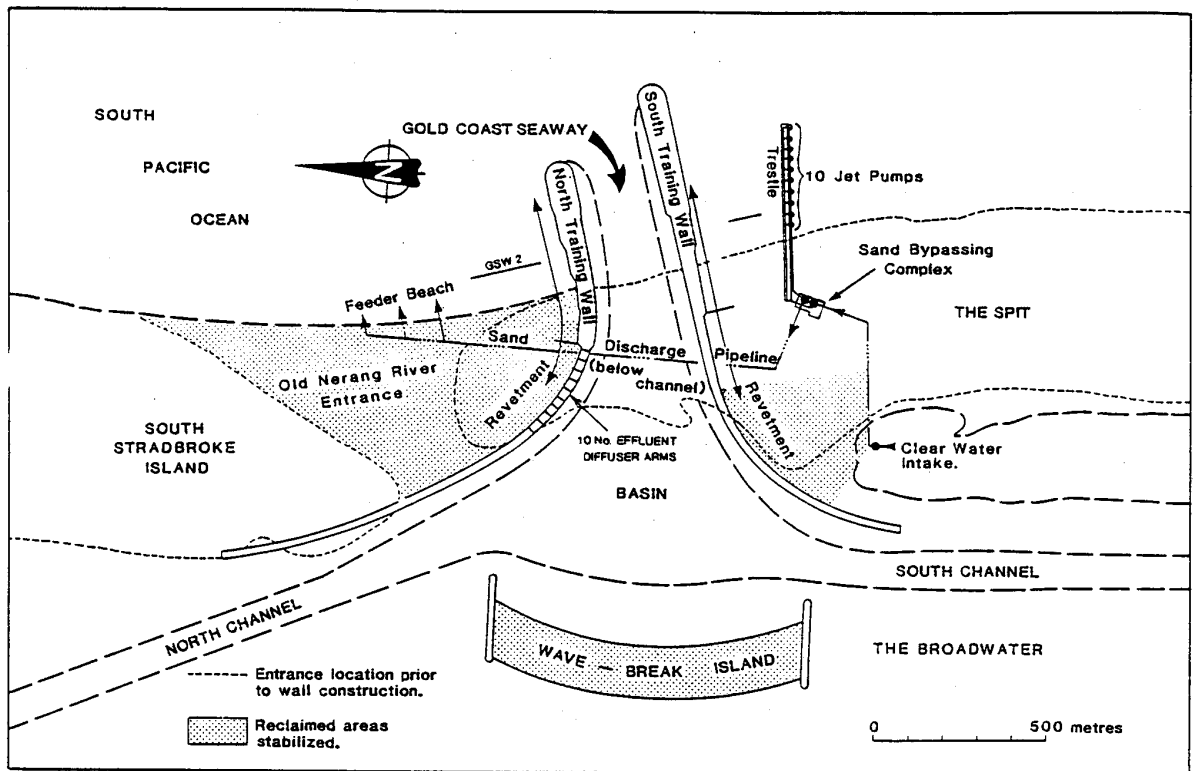 SOUTH
PACIFIC
OCEAN
N
GOLD COAST SEAWAY
North Training Wall
South Training Wall
Trestle
10 Jet Pumps
Sand Bypassing
Complex
THE SPIT
GSW 2
Feeder Beach
Sand Discharge Pipeline
(below
channel)
Old Nerang River
Entrance
Revetment
Revetment
SOUTH
STRADBROKE
ISLAND
10 No. EFFLUENT
DIFFUSER ARMS
Clear Water
Intake.
BASIN
SOUTH CHANNEL
NORTH CHANNEL
WAVE – BREAK ISLAND
THE BROADWATER
Entrance location prior
to wall construction.
Reclaimed areas
stabilized.
0 500 metres